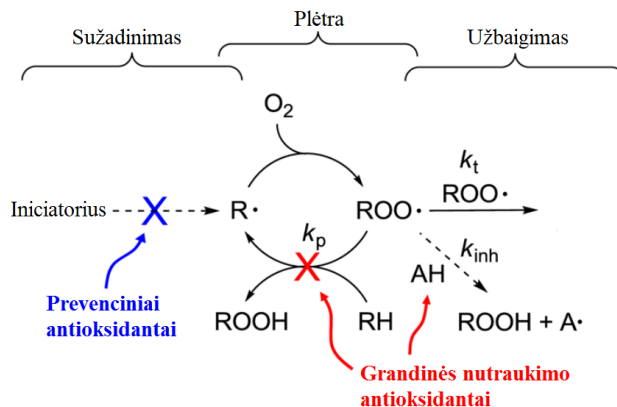 Sužadinimas
Plėtra
Užbaigimas
O2
kt
Iniciatorius
X
R·
ROO·
ROO·
kp
kinh
X
AH
Prevenciniai
antioksidantai
ROOH
RH
ROOH + A·
Grandinės nutraukimo
antioksidantai